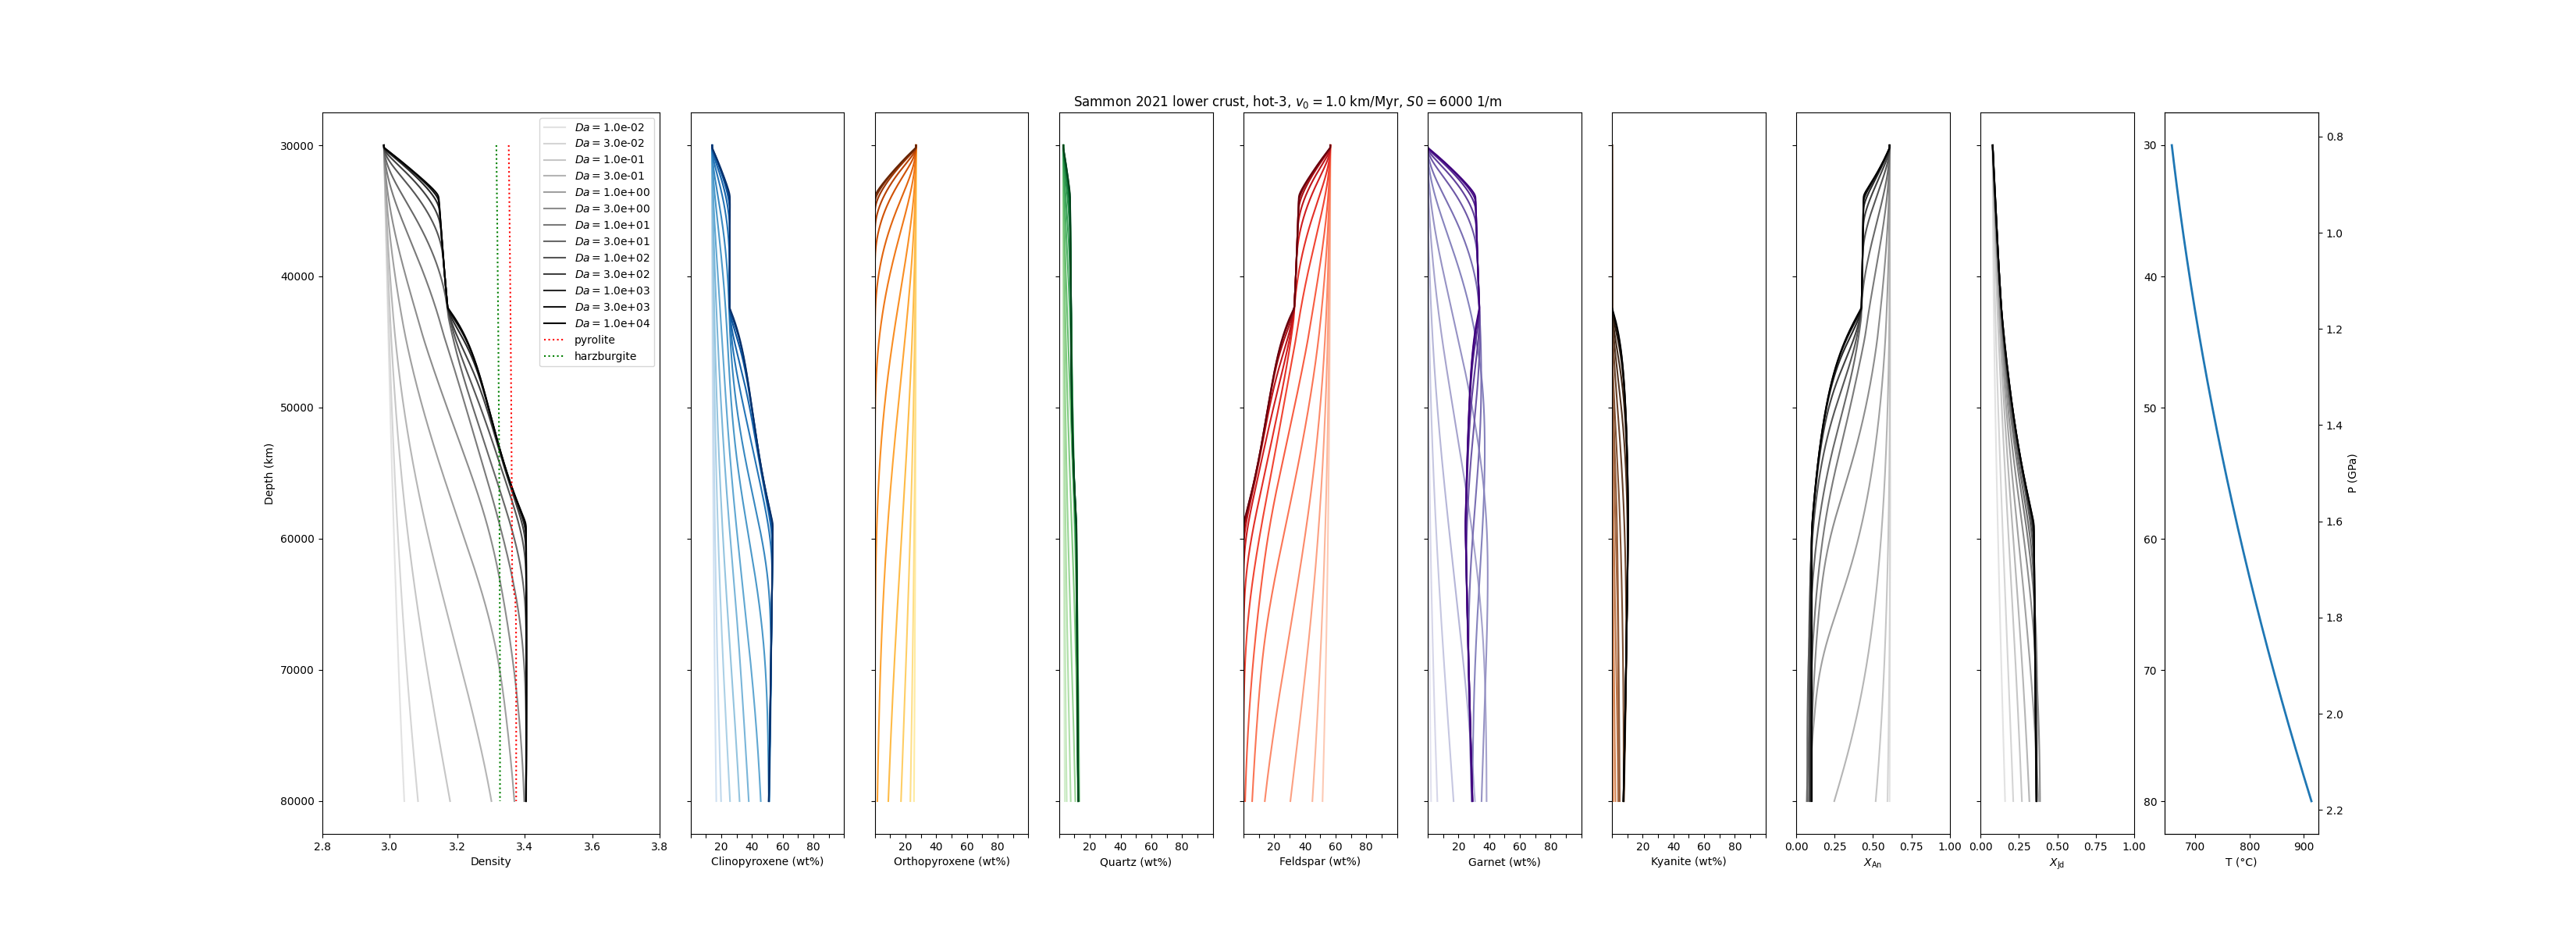 Sammon 2021 lower crust, hot-3, v₀ = 1.0 km/Myr, S0 = 6000 1/m
Da = 1.0e-02
Da = 3.0e-02
Da = 1.0e-01
Da = 3.0e-01
Da = 1.0e+00
Da = 3.0e+00
Da = 1.0e+01
Da = 3.0e+01
Da = 1.0e+02
Da = 3.0e+02
Da = 1.0e+03
Da = 3.0e+03
Da = 1.0e+04
pyrolite
harzburgite
Depth (km)
30000
40000
50000
60000
70000
80000
2.8 3.0 3.2 3.4 3.6 3.8
Density
20 40 60 80
Clinopyroxene (wt%)
20 40 60 80
Orthopyroxene (wt%)
20 40 60 80
Quartz (wt%)
20 40 60 80
Feldspar (wt%)
20 40 60 80
Garnet (wt%)
20 40 60 80
Kyanite (wt%)
0.00 0.25 0.50 0.75 1.00
X_An
0.00 0.25 0.50 0.75 1.00
X_Jd
30
40
50
60
70
80
700 800 900
T (°C)
0.8
1.0
1.2
1.4
1.6
1.8
2.0
2.2
P (GPa)